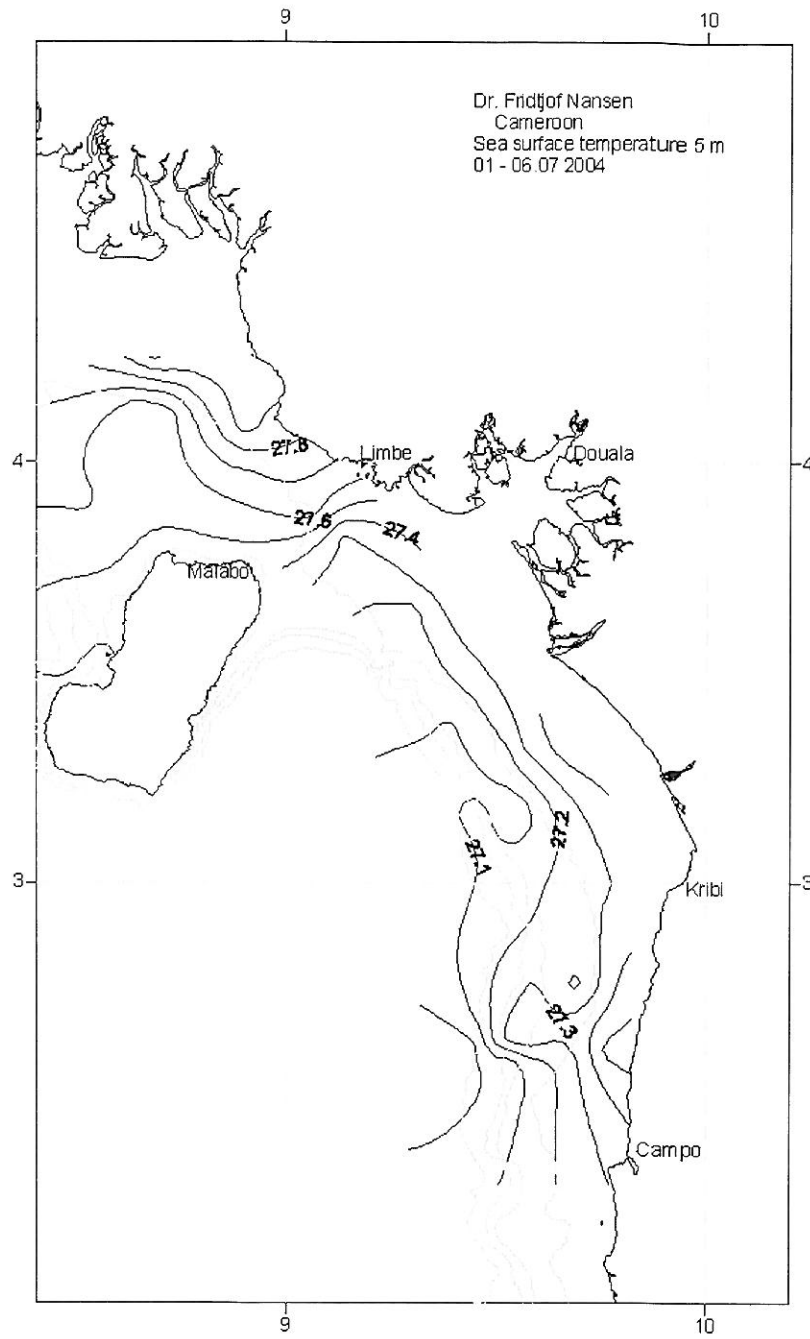 9
10
Dr. Fridtjof Nansen
Cameroon
Sea surface temperature 5 m
01 - 06.07 2004
27.8
Limbe
Douala
4
4
27.6
27.4
Malabo
27.2
27.1
3
3
Kribi
27.3
Campo
9
10